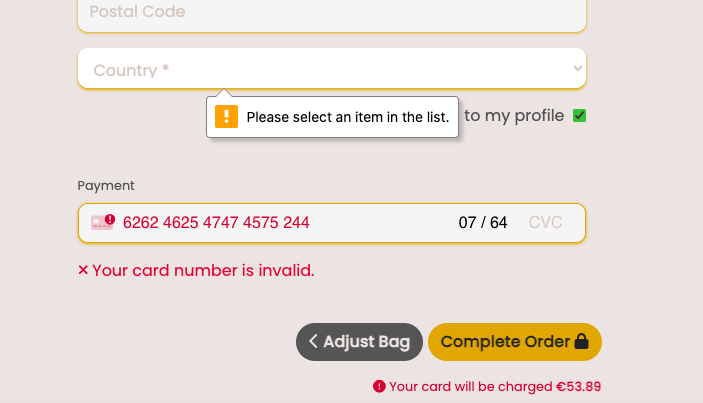 Postal Code
Country *
Please select an item in the list.
to my profile
Payment
6262 4625 4747 4575 244 07 / 64 CVC
× Your card number is invalid.
Adjust Bag
Complete Order
Your card will be charged €53.89